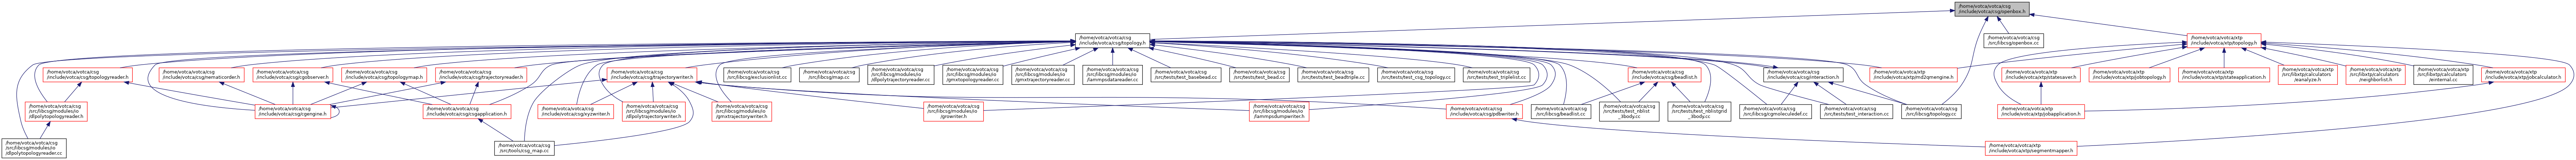 /home/votca/votca/csg
/include/votca/csg/openbox.h
/home/votca/votca/csg
/include/votca/csg/topology.h
/home/votca/votca/csg
/src/libcsg/openbox.cc
/home/votca/votca/xtp
/include/votca/xtp/topology.h
/home/votca/votca/csg
/include/votca/csg/topologyreader.h
/home/votca/votca/csg
/include/votca/csg/nematicorder.h
/home/votca/votca/csg
/include/votca/csg/cgobserver.h
/home/votca/votca/csg
/include/votca/csg/topologymap.h
/home/votca/votca/csg
/include/votca/csg/trajectoryreader.h
/home/votca/votca/csg
/include/votca/csg/trajectorywriter.h
/home/votca/votca/csg
/src/libcsg/exclusionlist.cc
/home/votca/votca/csg
/src/libcsg/map.cc
/home/votca/votca/csg
/src/libcsg/modules/io
/dlpolytrajectoryreader.cc
/home/votca/votca/csg
/src/libcsg/modules/io
/gmxtopologyreader.cc
/home/votca/votca/csg
/src/libcsg/modules/io
/gmxtrajectoryreader.cc
/home/votca/votca/csg
/src/libcsg/modules/io
/lammpsdatareader.cc
/home/votca/votca/csg
/src/tests/test_basebead.cc
/home/votca/votca/csg
/src/tests/test_bead.cc
/home/votca/votca/csg
/src/tests/test_beadtriple.cc
/home/votca/votca/csg
/src/tests/test_csg_topology.cc
/home/votca/votca/csg
/src/tests/test_triplelist.cc
/home/votca/votca/csg
/include/votca/csg/beadlist.h
/home/votca/votca/csg
/include/votca/csg/interaction.h
/home/votca/votca/xtp
/include/votca/xtp/md2qmengine.h
/home/votca/votca/xtp
/include/votca/xtp/statesaver.h
/home/votca/votca/xtp
/include/votca/xtp/jobtopology.h
/home/votca/votca/xtp
/include/votca/xtp/stateapplication.h
/home/votca/votca/xtp
/src/libxtp/calculators
/eanalyze.h
/home/votca/votca/xtp
/src/libxtp/calculators
/neighborlist.h
/home/votca/votca/xtp
/src/libxtp/calculators
/einternal.cc
/home/votca/votca/xtp
/include/votca/xtp/parallelxjobcalc.h
/home/votca/votca/csg
/src/libcsg/modules/io
/dlpolytopologyreader.h
/home/votca/votca/csg
/include/votca/csg/cgengine.h
/home/votca/votca/csg
/include/votca/csg/csgapplication.h
/home/votca/votca/csg
/include/votca/csg/xyzwriter.h
/home/votca/votca/csg
/src/libcsg/modules/io
/dlpolytrajectorywriter.h
/home/votca/votca/csg
/src/libcsg/modules/io
/gmxtrajectorywriter.h
/home/votca/votca/csg
/src/libcsg/modules/io
/growriter.h
/home/votca/votca/csg
/src/libcsg/modules/io
/lammpsdumpwriter.h
/home/votca/votca/csg
/include/votca/csg/pdbwriter.h
/home/votca/votca/csg
/src/libcsg/beadlist.cc
/home/votca/votca/csg
/src/tests/test_nblist
_3body.cc
/home/votca/votca/csg
/src/tests/test_nblistgrid
_3body.cc
/home/votca/votca/csg
/src/libcsg/cgmoleculedef.cc
/home/votca/votca/csg
/src/tests/test_interaction.cc
/home/votca/votca/csg
/src/libcsg/topology.cc
/home/votca/votca/xtp
/include/votca/xtp/jobapplication.h
/home/votca/votca/csg
/src/libcsg/modules/io
/dlpolytopologyreader.cc
/home/votca/votca/csg
/src/tools/csg_map.cc
/home/votca/votca/xtp
/include/votca/xtp/segmentmapper.h